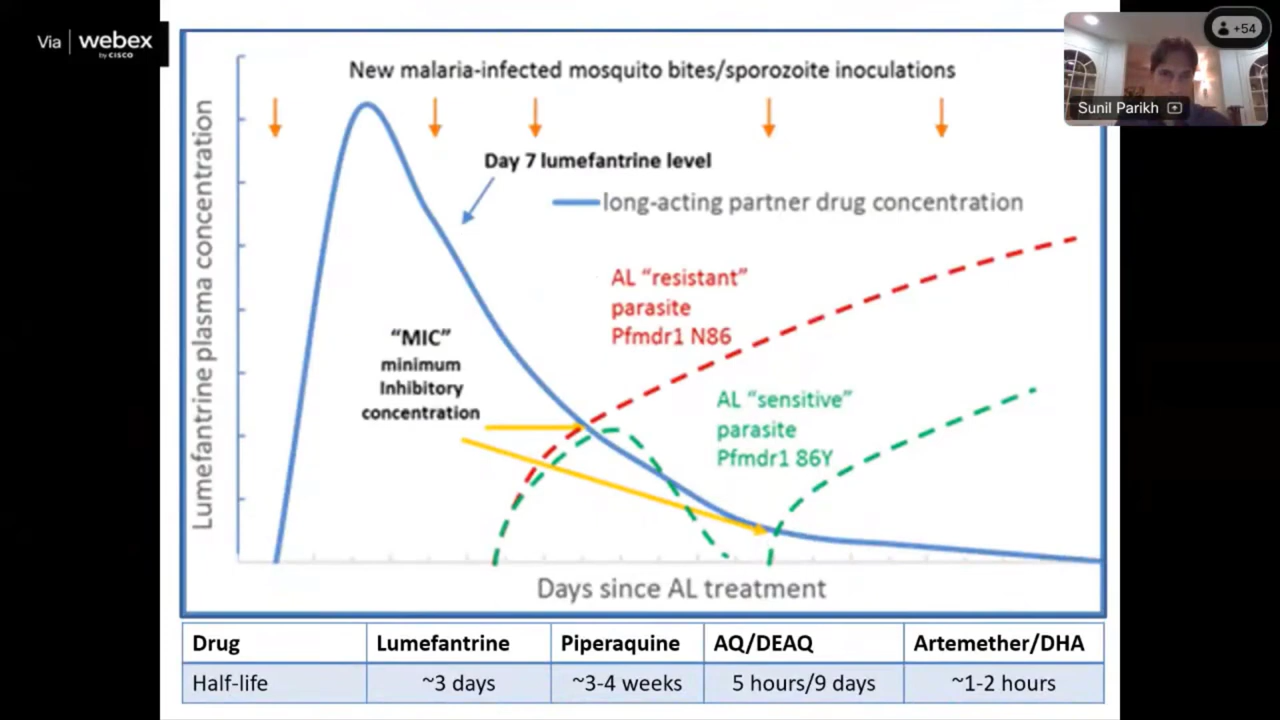 Via webex
by CISCO
+54
Sunil Parikh
New malaria-infected mosquito bites/sporozoite inoculations
Day 7 lumefantrine level
long-acting partner drug concentration
Lumefantrine plasma concentration
AL “resistant”
parasite
Pfmdr1 N86
“MIC”
minimum
Inhibitory
concentration
AL “sensitive”
parasite
Pfmdr1 86Y
Days since AL treatment
Drug Lumefantrine Piperaquine AQ/DEAQ Artemether/DHA
Half-life ~3 days ~3-4 weeks 5 hours/9 days ~1-2 hours